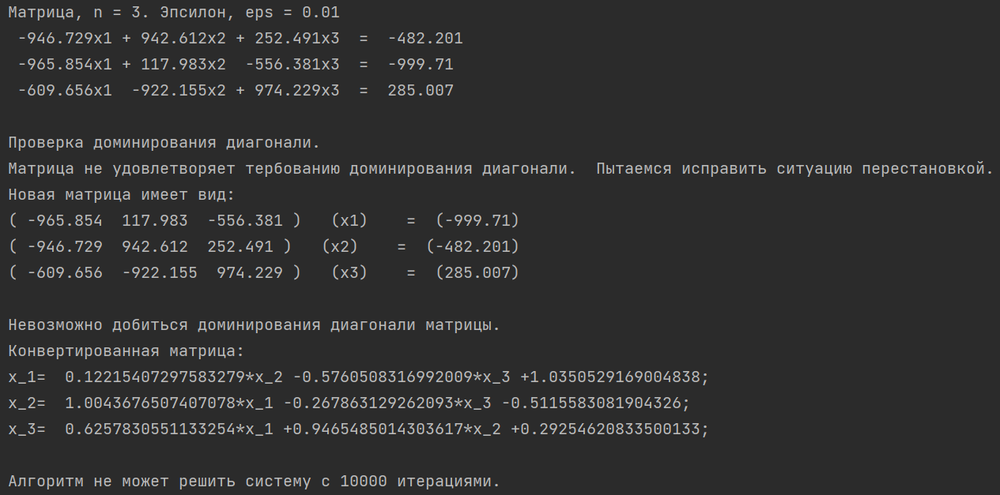 Матрица, n = 3. Эпсилон, eps = 0.01
-946.729x1 + 942.612x2 + 252.491x3  =  -482.201
-965.854x1 + 117.983x2  -556.381x3  =  -999.71
-609.656x1  -922.155x2 + 974.229x3  =  285.007
Проверка доминирования диагонали.
Матрица не удовлетворяет тербованию доминирования диагонали.  Пытаемся исправить ситуацию перестановкой.
Новая матрица имеет вид:
( -965.854  117.983  -556.381 )   (x1)    =  (-999.71)
( -946.729  942.612  252.491 )   (x2)    =  (-482.201)
( -609.656  -922.155  974.229 )   (x3)    =  (285.007)
Невозможно добиться доминирования диагонали матрицы.
Конвертированная матрица:
x_1=  0.12215407297583279*x_2 -0.5760508316992009*x_3 +1.0350529169004838;
x_2=  1.0043676507407078*x_1 -0.267863129262093*x_3 -0.5115583081904326;
x_3=  0.6257830551133254*x_1 +0.9465485014303617*x_2 +0.29254620833500133;
Алгоритм не может решить систему с 10000 итерациями.